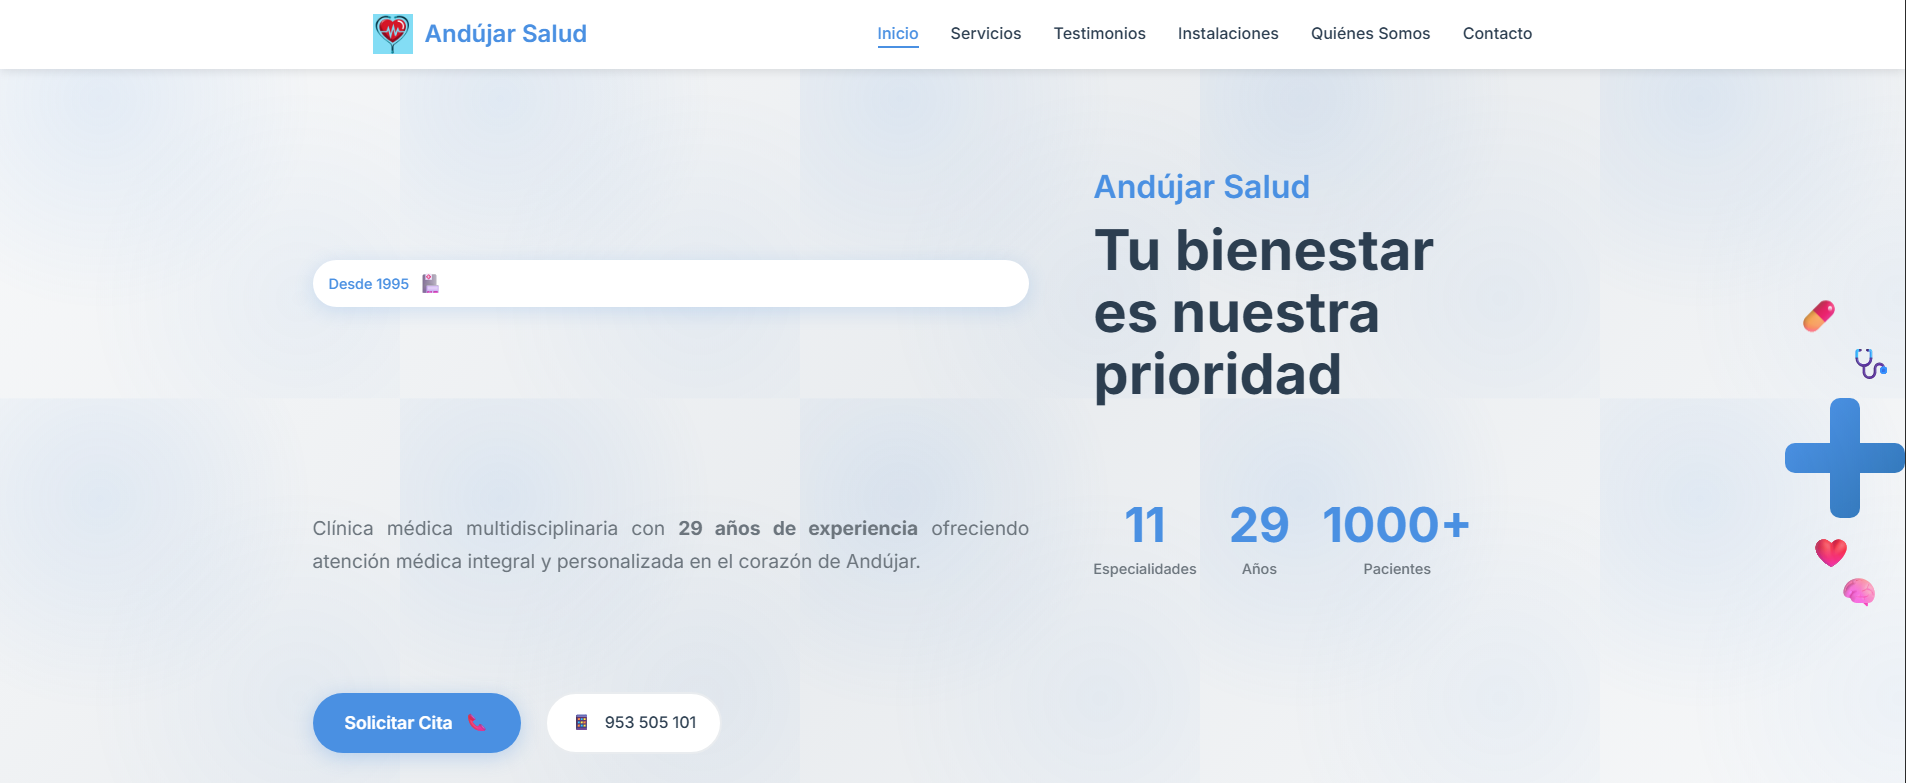 Andújar Salud
Inicio
Servicios
Testimonios
Instalaciones
Quiénes Somos
Contacto
Desde 1995
Andújar Salud
Tu bienestar
es nuestra
prioridad
Clínica médica multidisciplinaria con 29 años de experiencia ofreciendo
atención médica integral y personalizada en el corazón de Andújar.
11
Especialidades
29
Años
1000+
Pacientes
Solicitar Cita
953 505 101